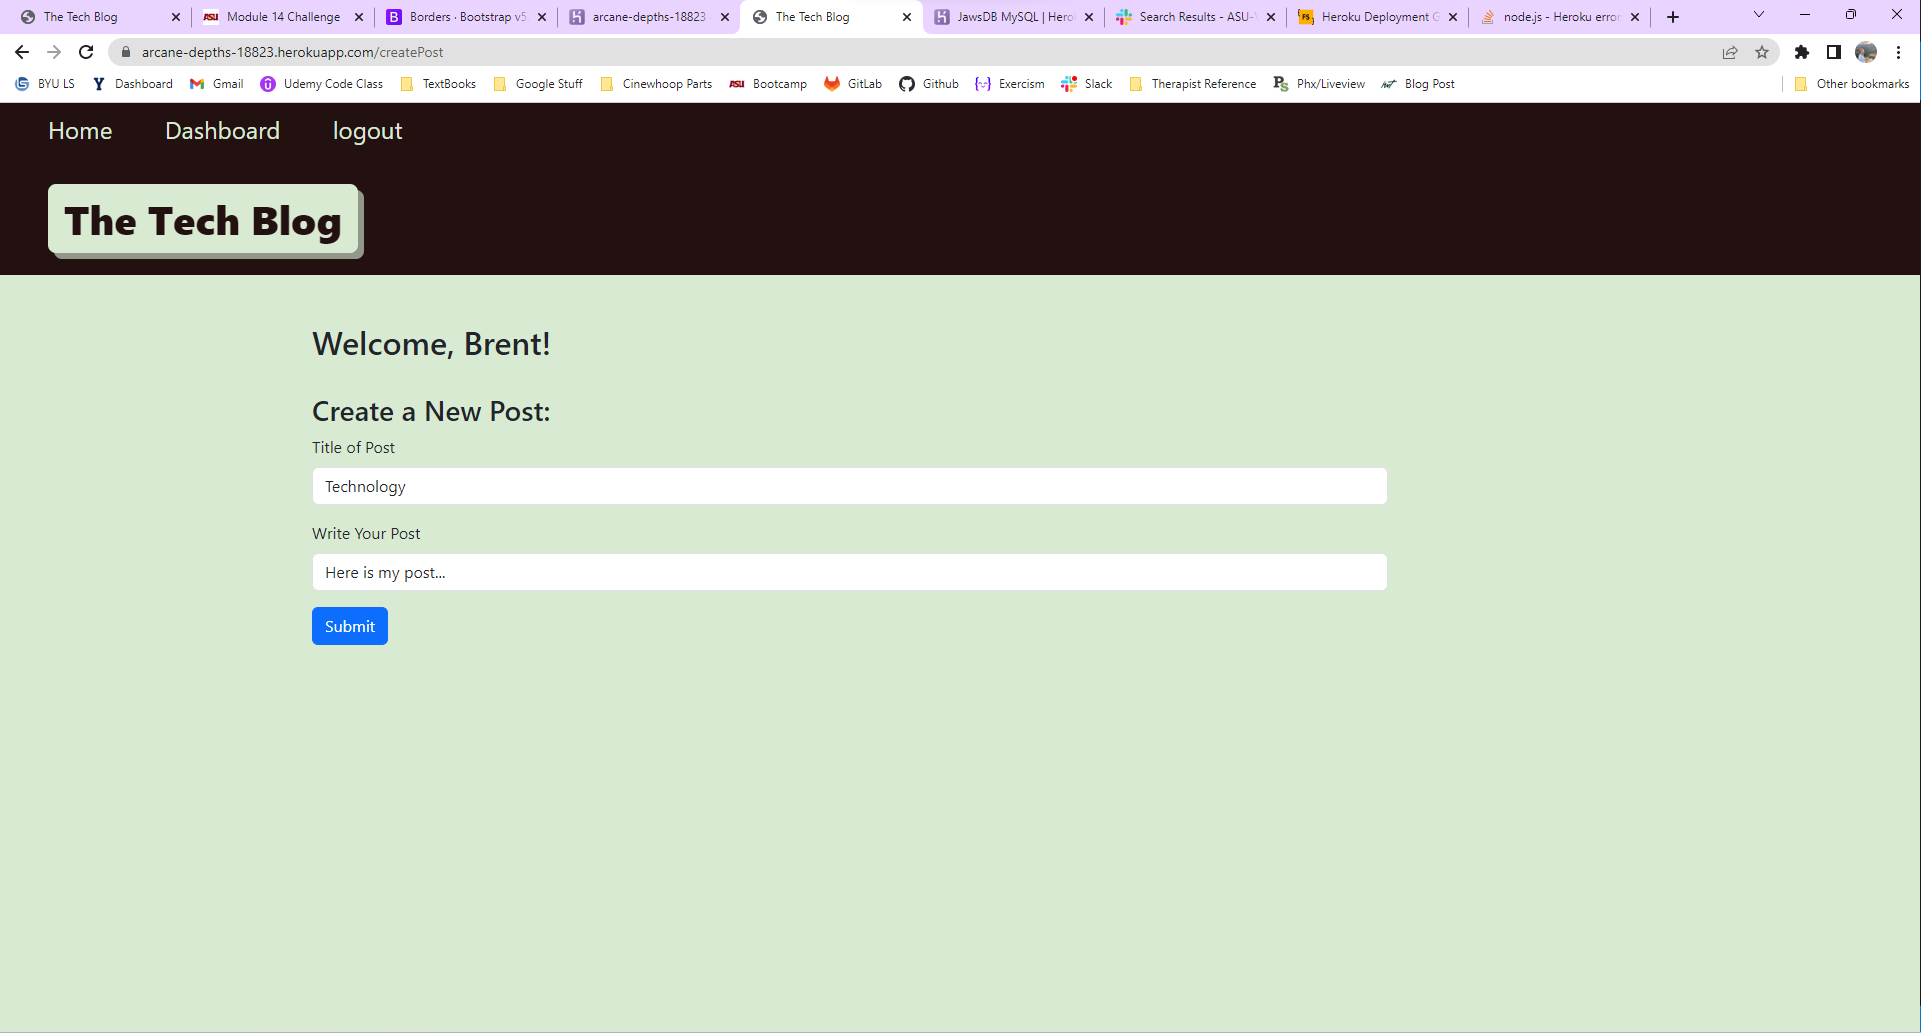 The Tech Blog
Module 14 Challenge
Borders · Bootstrap v5.
arcane-depths-18823
The Tech Blog
JawsDB MySQL | Hero
Search Results - ASU-
Heroku Deployment G
node.js - Heroku error
arcane-depths-18823.herokuapp.com/createPost
BYU LS
Dashboard
Gmail
Udemy Code Class
TextBooks
Google Stuff
Cinewhoop Parts
ASU Bootcamp
GitLab
Github
Exercism
Slack
Therapist Reference
Phx/Liveview
Blog Post
Other bookmarks
Home Dashboard logout
The Tech Blog
Welcome, Brent!
Create a New Post:
Title of Post
Technology
Write Your Post
Here is my post...
Submit